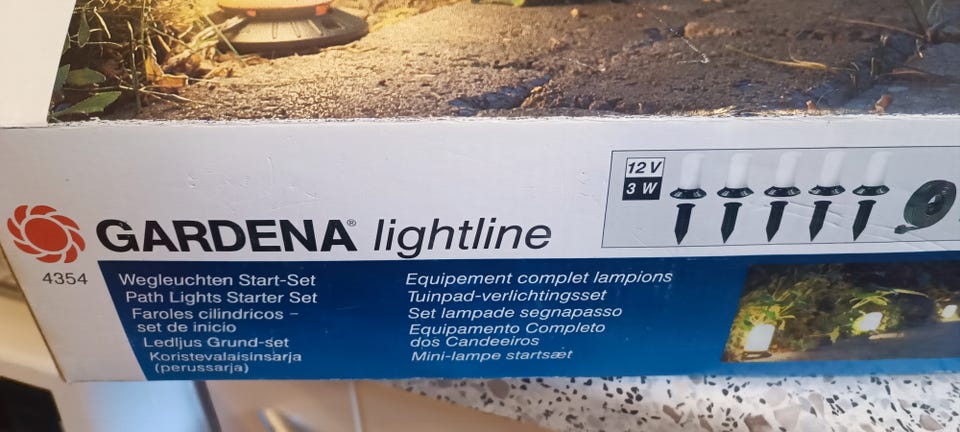 12 V
3 W
GARDENA® lightline
4354
Wegleuchten Start-Set
Path Lights Starter Set
Faroles cilindricos –
set de inicio
Ledljus Grund-set
Koristevalaisinsarja
(perussarja)
Equipement complet lampions
Tuinpad-verlichtingsset
Set lampade segnapasso
Equipamento Completo
dos Candeeiros
Mini-lampe startsæt